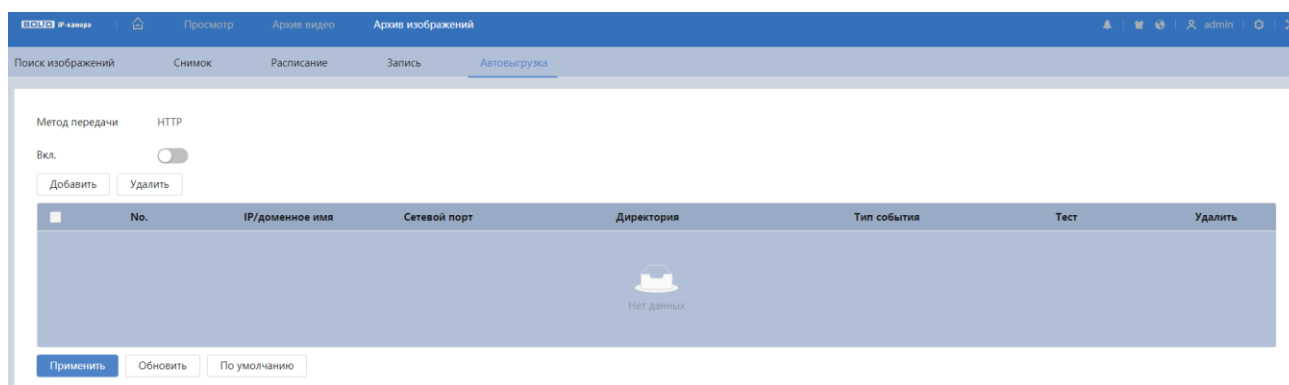 BOLID IP-камера Просмотр Архив видео Архив изображений admin
Поиск изображений Снимок Расписание Запись Автовыгрузка
Метод передачи HTTP
Вкл.
Добавить Удалить
No. IP/доменное имя Сетевой порт Директория Тип события Тест Удалить
Нет данных
Применить Обновить По умолчанию